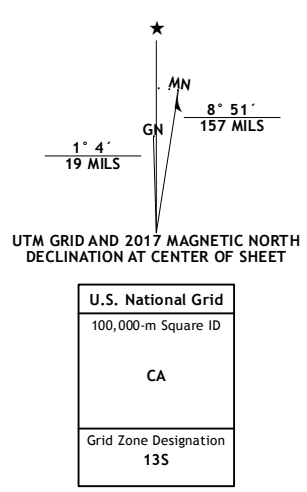 MN
8° 51´
157 MILS
GN
1° 4´
19 MILS
UTM GRID AND 2017 MAGNETIC NORTH
DECLINATION AT CENTER OF SHEET
U.S. National Grid
100,000-m Square ID
CA
Grid Zone Designation
13S